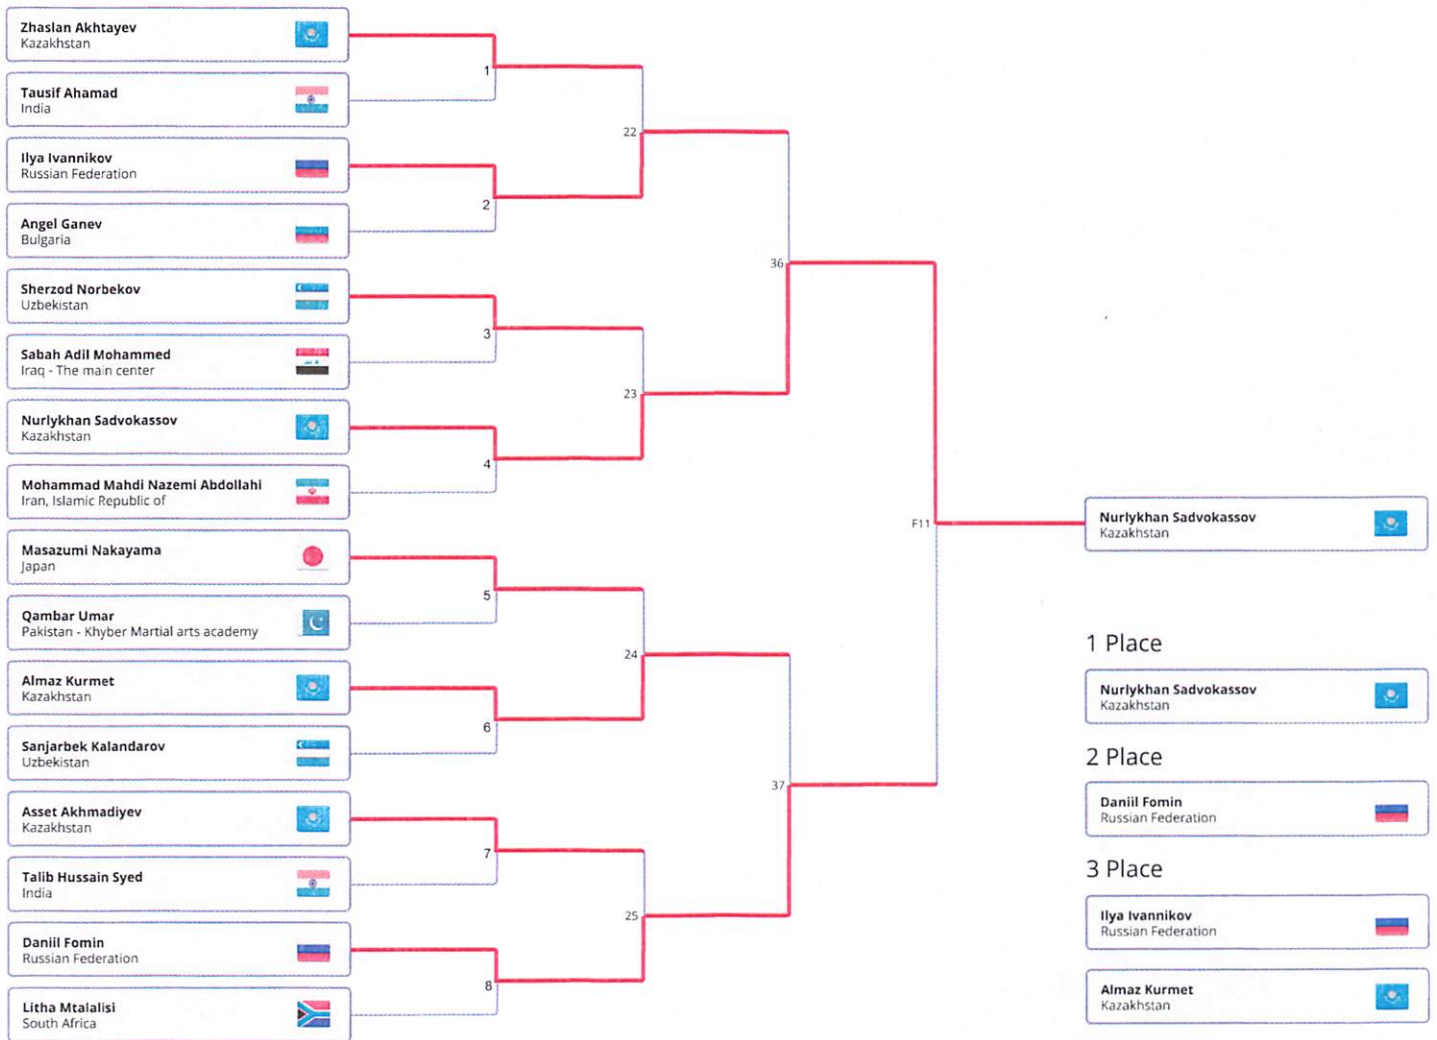 Zhaslan Akhtayev
Kazakhstan
Tausif Ahamad
India
Ilya Ivannikov
Russian Federation
Angel Ganev
Bulgaria
Sherzod Norbekov
Uzbekistan
Sabah Adil Mohammed
Iraq - The main center
Nurlykhan Sadvokassov
Kazakhstan
Mohammad Mahdi Nazemi Abdollahi
Iran, Islamic Republic of
Masazumi Nakayama
Japan
Qambar Umar
Pakistan - Khyber Martial arts academy
Almaz Kurmet
Kazakhstan
Sanjarbek Kalandarov
Uzbekistan
Asset Akhmadiyev
Kazakhstan
Talib Hussain Syed
India
Daniil Fomin
Russian Federation
Litha Mtalalisi
South Africa
1
2
3
4
5
6
7
8
22
23
24
25
36
37
F11
Nurlykhan Sadvokassov
Kazakhstan
1 Place
Nurlykhan Sadvokassov
Kazakhstan
2 Place
Daniil Fomin
Russian Federation
3 Place
Ilya Ivannikov
Russian Federation
Almaz Kurmet
Kazakhstan